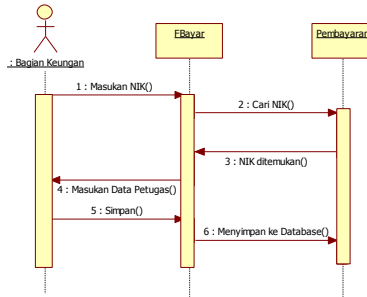 FBayar
Pembayaran
: Bagian Keungan
1 : Masukan NIK()
2 : Cari NIK()
3 : NIK ditemukan()
4 : Masukan Data Petugas()
5 : Simpan()
6 : Menyimpan ke Database()